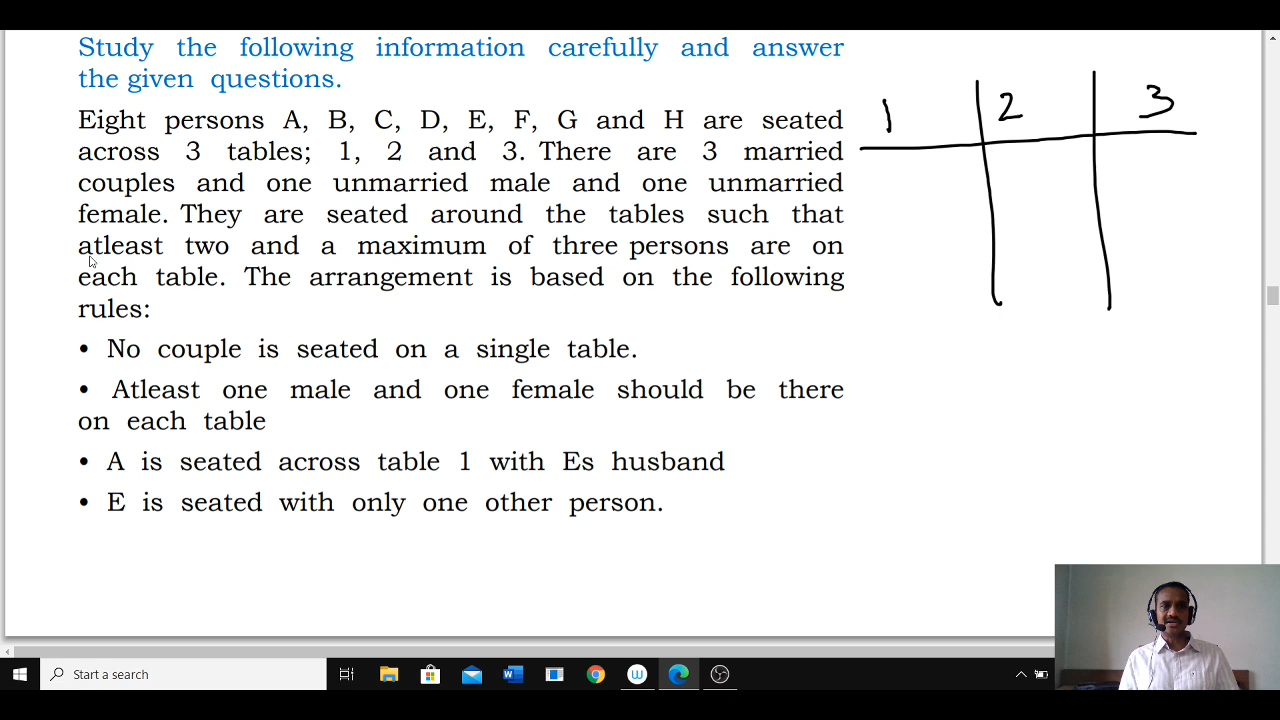 Study the following information carefully and answer
the given questions.
Eight persons A, B, C, D, E, F, G and H are seated
across 3 tables; 1, 2 and 3. There are 3 married
couples and one unmarried male and one unmarried
female. They are seated around the tables such that
atleast two and a maximum of three persons are on
each table. The arrangement is based on the following
rules:
• No couple is seated on a single table.
• Atleast one male and one female should be there
on each table
• A is seated across table 1 with Es husband
• E is seated with only one other person.
1 2 3
Start a search